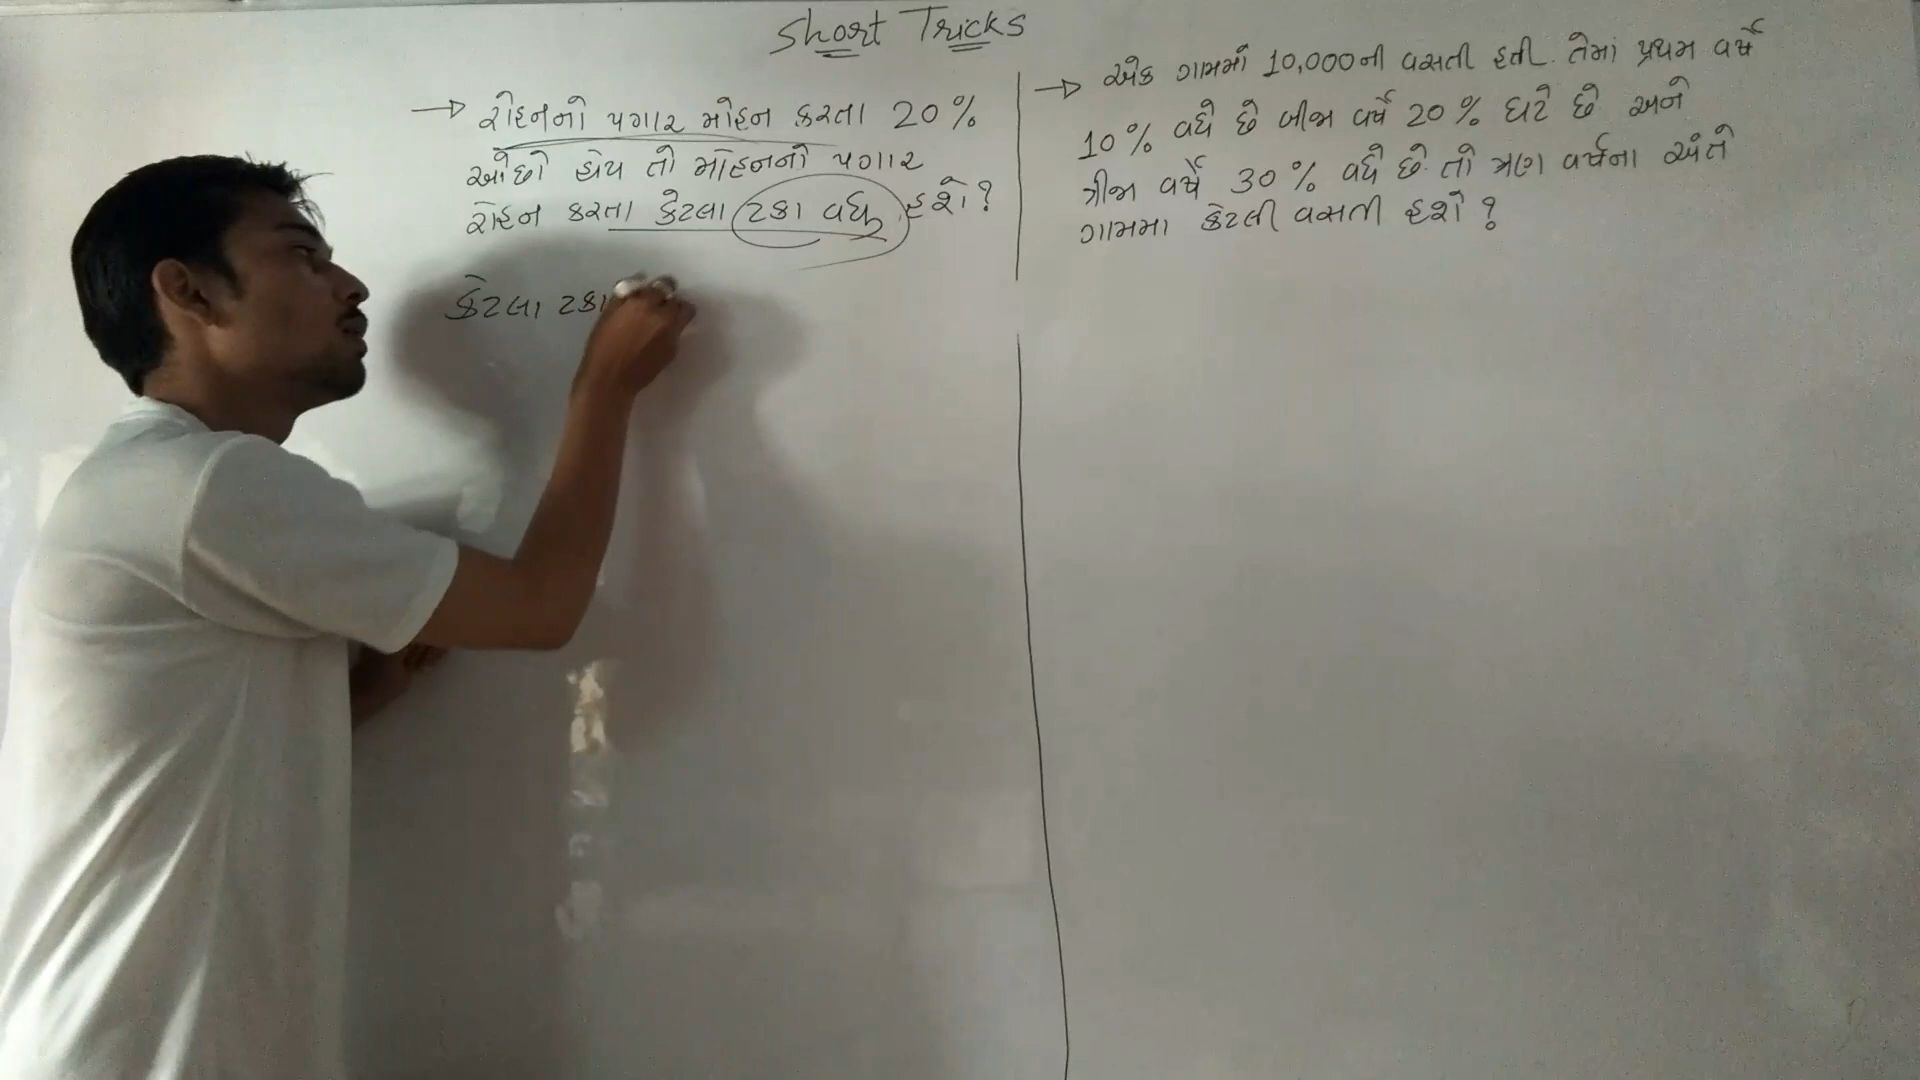 Short Tricks
→ રોહનનો પગાર મોહન કરતા 20%
ઓછો હોય તો મોહનનો પગાર
રોહન કરતા કેટલા ટકા વધુ હશે?
કેટલા ટકા
→ એક ગામમાં 10,000ની વસતી હતી. તેમાં પ્રથમ વર્ષે
10% વધે છે બીજા વર્ષે 20% ઘટે છે અને
ત્રીજા વર્ષે 30% વધે છે. તો ત્રણ વર્ષના અંતે
ગામમા કેટલી વસતી હશે?